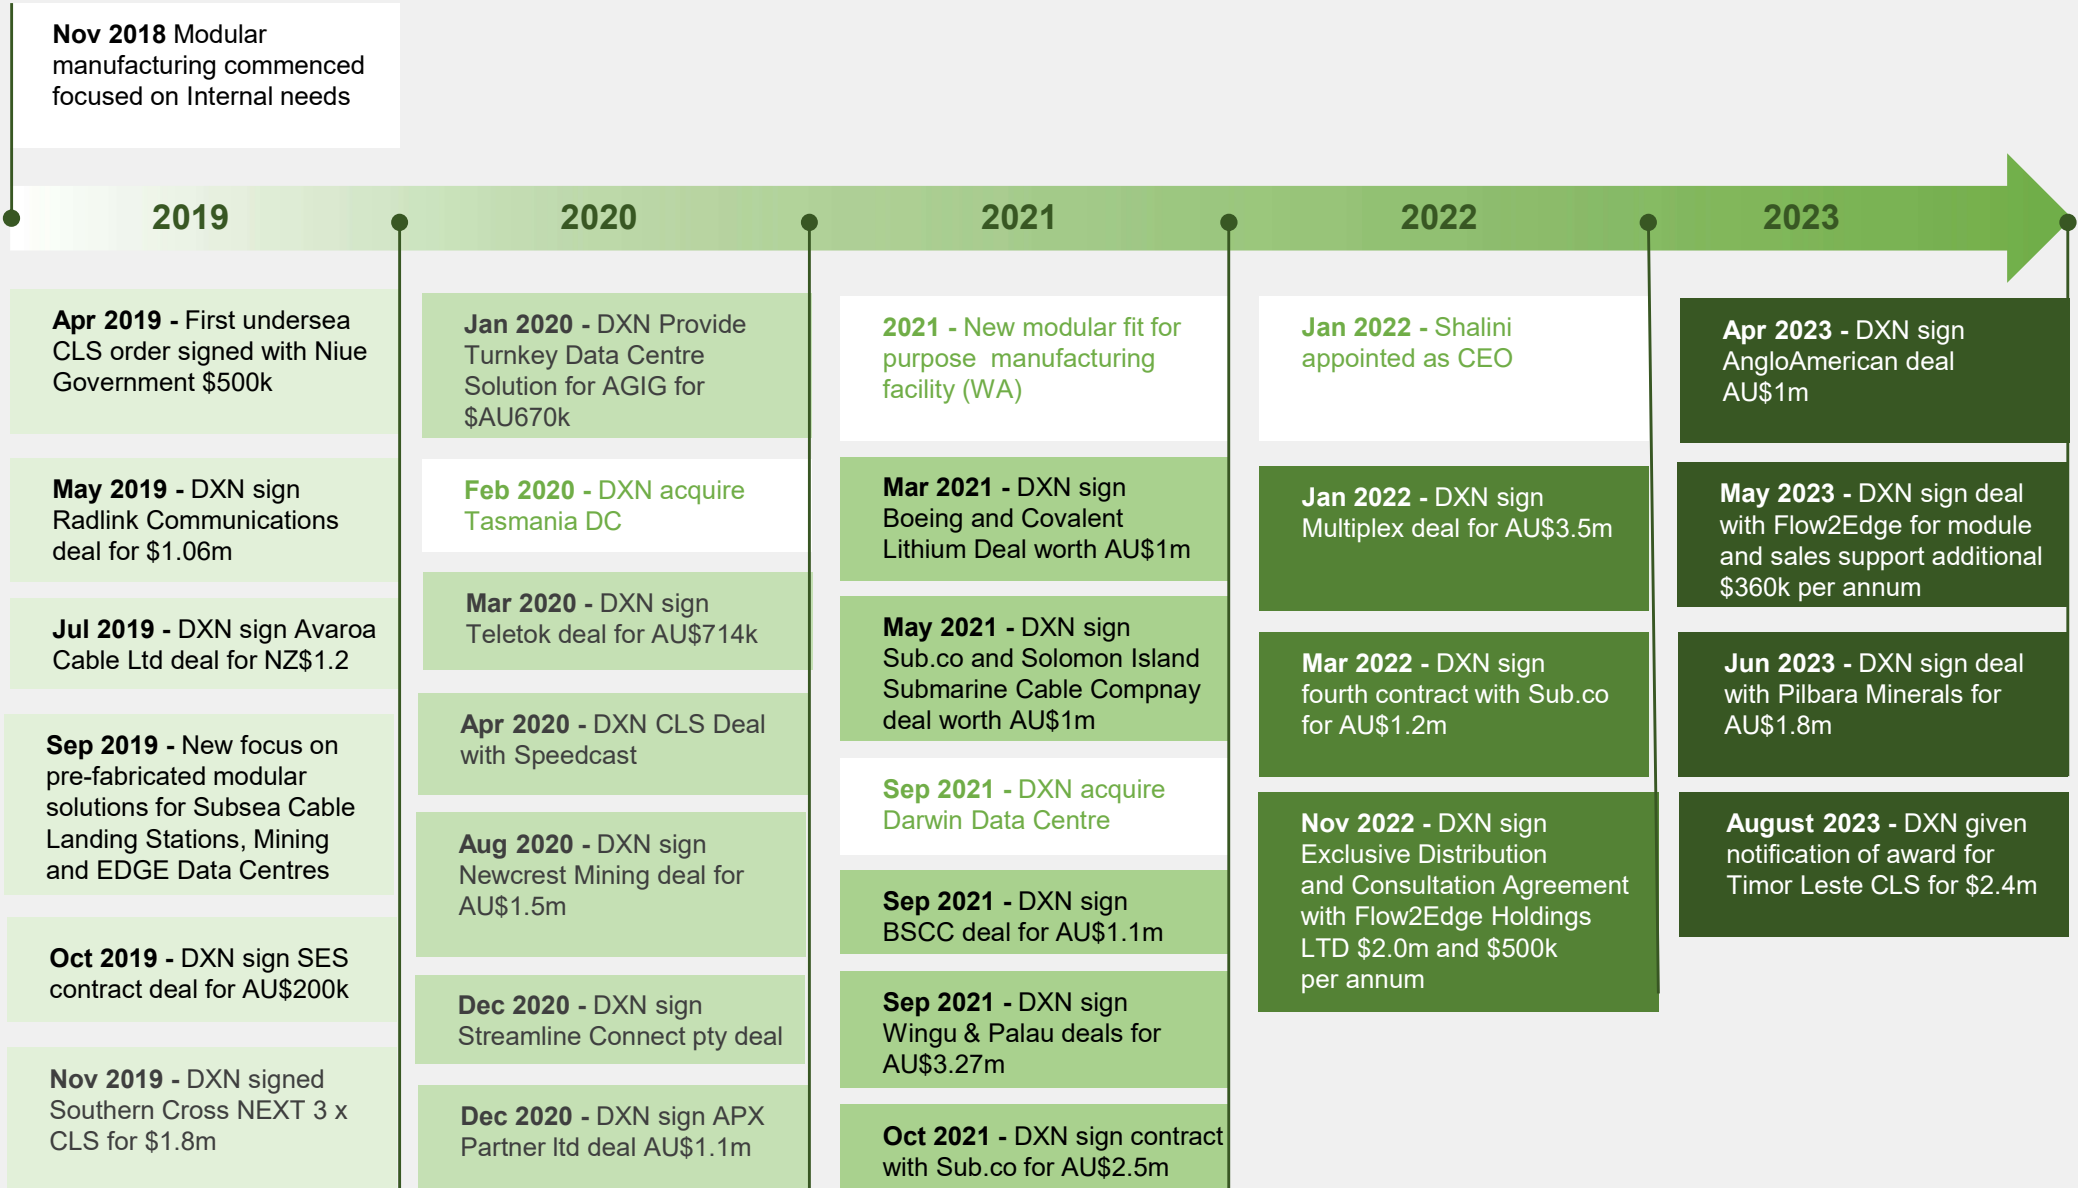 Nov 2018 Modular
manufacturing commenced
focused on Internal needs
2019
2020
2021
2022
2023
Apr 2019 - First undersea
CLS order signed with Niue
Government $500k
May 2019 - DXN sign
Radlink Communications
deal for $1.06m
Jul 2019 - DXN sign Avaroa
Cable Ltd deal for NZ$1.2
Sep 2019 - New focus on
pre-fabricated modular
solutions for Subsea Cable
Landing Stations, Mining
and EDGE Data Centres
Oct 2019 - DXN sign SES
contract deal for AU$200k
Nov 2019 - DXN signed
Southern Cross NEXT 3 x
CLS for $1.8m
Jan 2020 - DXN Provide
Turnkey Data Centre
Solution for AGIG for
$AU670k
Feb 2020 - DXN acquire
Tasmania DC
Mar 2020 - DXN sign
Teletok deal for AU$714k
Apr 2020 - DXN CLS Deal
with Speedcast
Aug 2020 - DXN sign
Newcrest Mining deal for
AU$1.5m
Dec 2020 - DXN sign
Streamline Connect pty deal
Dec 2020 - DXN sign APX
Partner ltd deal AU$1.1m
2021 - New modular fit for
purpose manufacturing
facility (WA)
Mar 2021 - DXN sign
Boeing and Covalent
Lithium Deal worth AU$1m
May 2021 - DXN sign
Sub.co and Solomon Island
Submarine Cable Compnay
deal worth AU$1m
Sep 2021 - DXN acquire
Darwin Data Centre
Sep 2021 - DXN sign
BSCC deal for AU$1.1m
Sep 2021 - DXN sign
Wingu & Palau deals for
AU$3.27m
Oct 2021 - DXN sign contract
with Sub.co for AU$2.5m
Jan 2022 - Shalini
appointed as CEO
Jan 2022 - DXN sign
Multiplex deal for AU$3.5m
Mar 2022 - DXN sign
fourth contract with Sub.co
for AU$1.2m
Nov 2022 - DXN sign
Exclusive Distribution
and Consultation Agreement
with Flow2Edge Holdings
LTD $2.0m and $500k
per annum
Apr 2023 - DXN sign
AngloAmerican deal
AU$1m
May 2023 - DXN sign deal
with Flow2Edge for module
and sales support additional
$360k per annum
Jun 2023 - DXN sign deal
with Pilbara Minerals for
AU$1.8m
August 2023 - DXN given
notification of award for
Timor Leste CLS for $2.4m